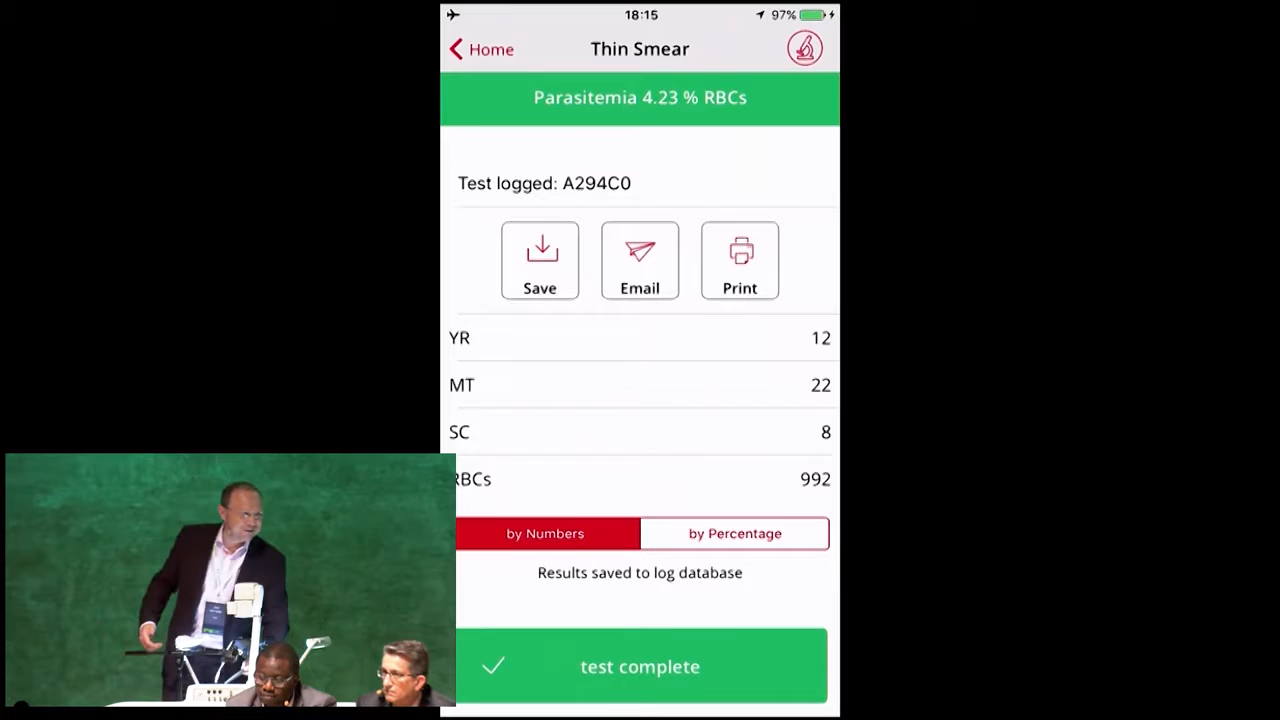 18:15
97%
Home
Thin Smear
Parasitemia 4.23 % RBCs
Test logged: A294C0
Save
Email
Print
YR 12
MT 22
SC 8
RBCs 992
by Numbers
by Percentage
Results saved to log database
test complete